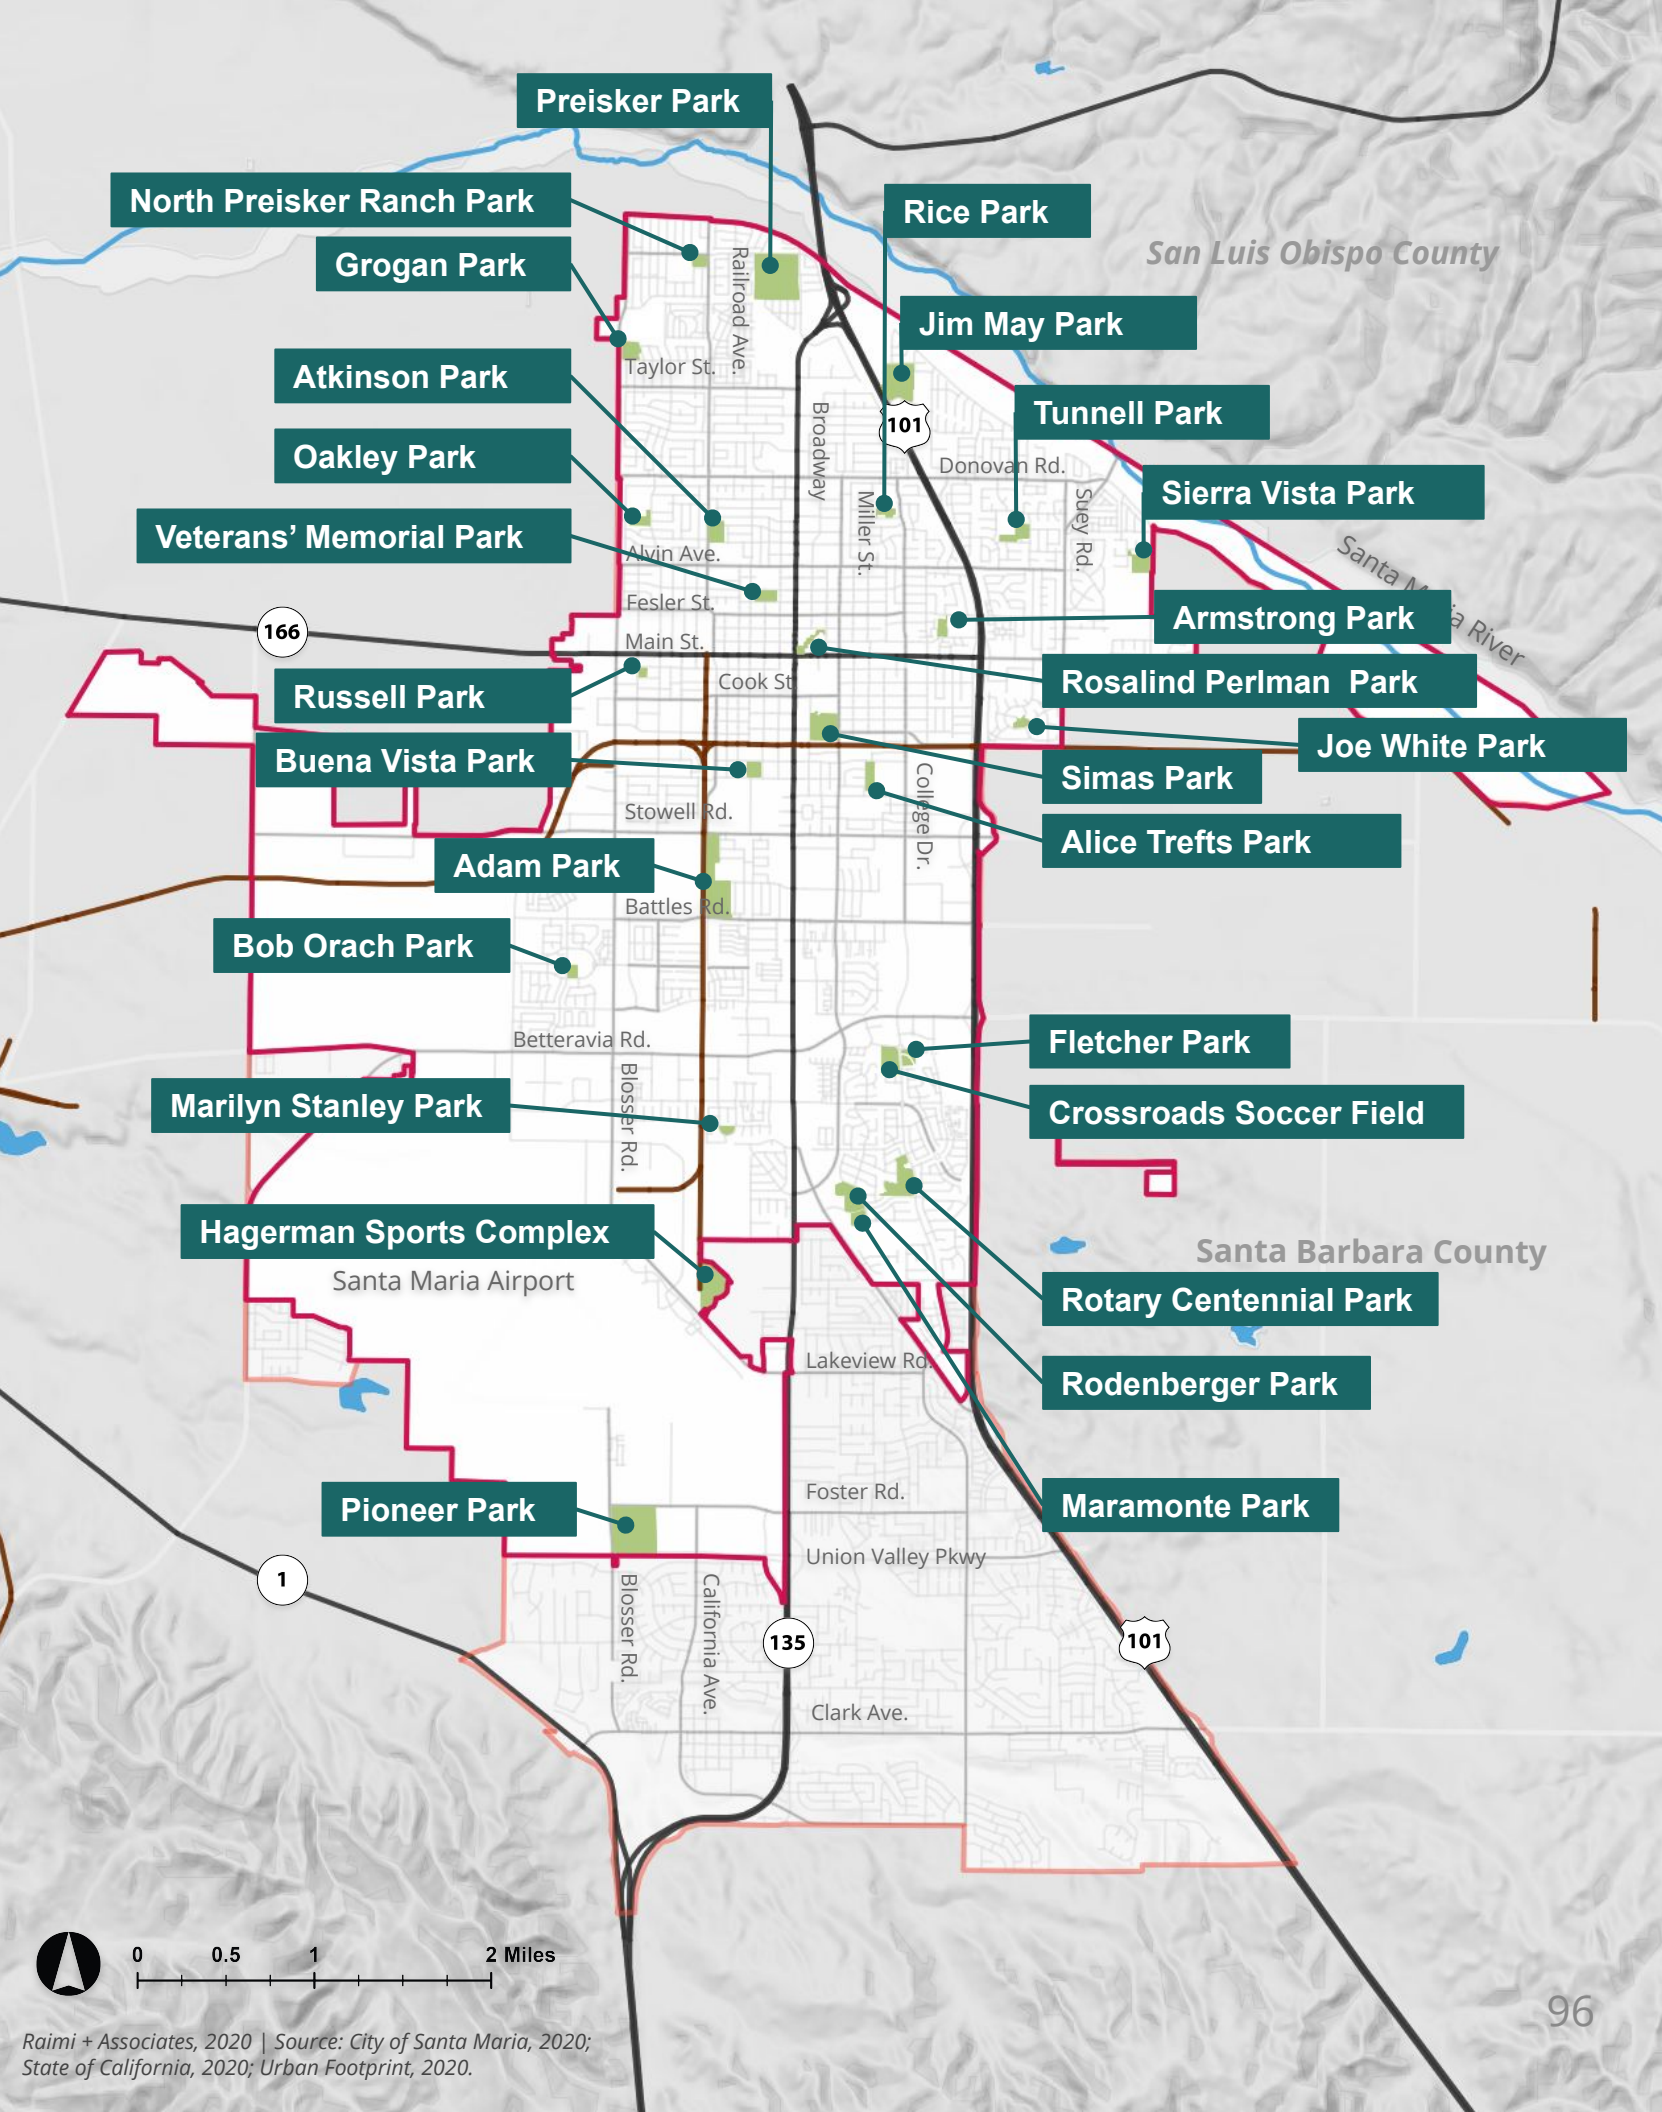 Preisker Park
North Preisker Ranch Park
Rice Park
Grogan Park
San Luis Obispo County
Railroad Ave.
Jim May Park
Taylor St.
Atkinson Park
Broadway
101
Tunnell Park
Oakley Park
Donovan Rd.
Miller St.
Suey Rd.
Sierra Vista Park
Veterans’ Memorial Park
Alvin Ave.
Santa Maria River
Fesler St.
Armstrong Park
166
Main St.
Cook St
Rosalind Perlman Park
Russell Park
Joe White Park
Buena Vista Park
Simas Park
College Dr.
Stowell Rd.
Alice Trefts Park
Adam Park
Battles Rd.
Bob Orach Park
Betteravia Rd.
Fletcher Park
Blosser Rd.
Marilyn Stanley Park
Crossroads Soccer Field
Hagerman Sports Complex
Santa Barbara County
Santa Maria Airport
Rotary Centennial Park
Lakeview Rd.
Rodenberger Park
Foster Rd.
Pioneer Park
Maramonte Park
Union Valley Pkwy
1
Blosser Rd.
California Ave.
135
101
Clark Ave.
0 0.5 1 2 Miles
96
Raimi + Associates, 2020 | Source: City of Santa Maria, 2020;
State of California, 2020; Urban Footprint, 2020.